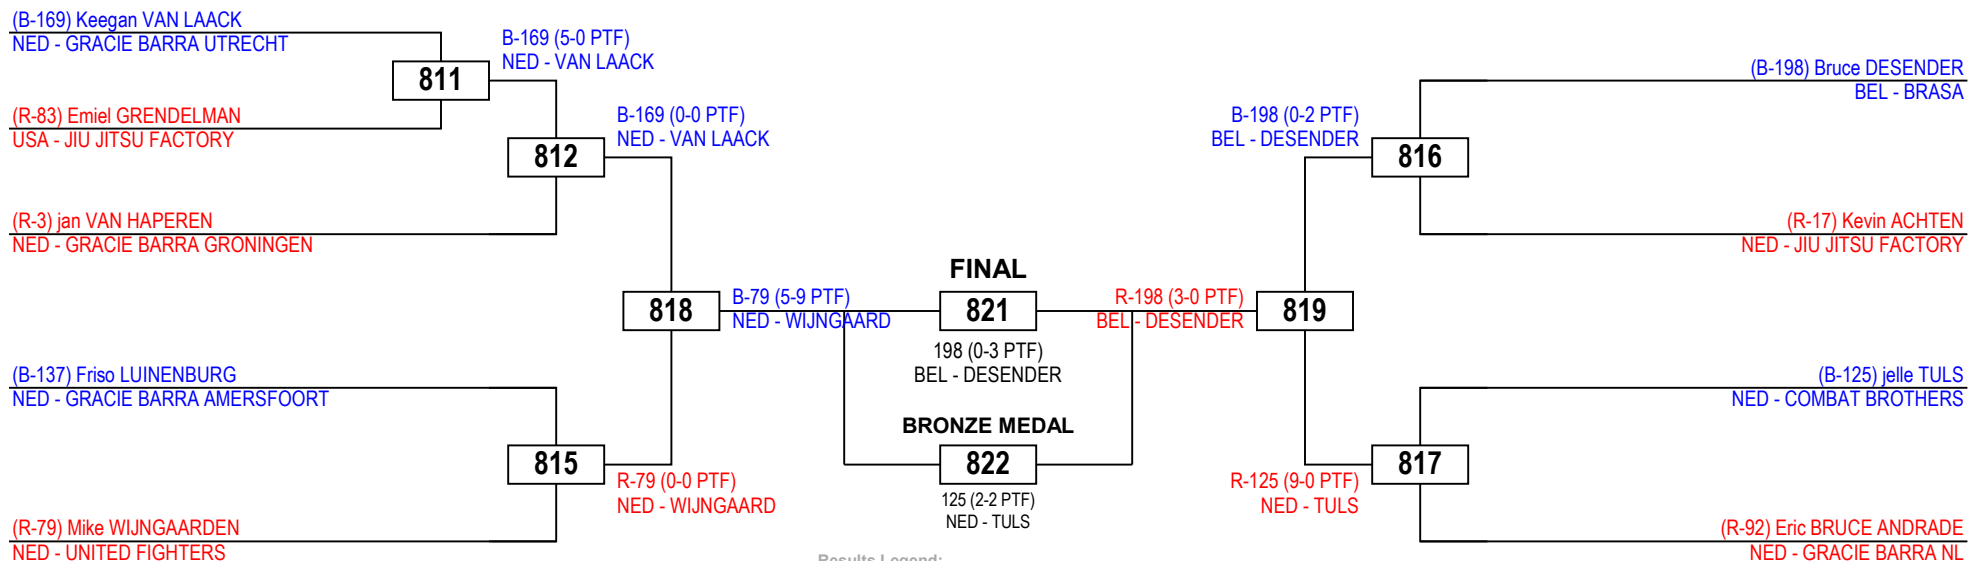 (B-169) Keegan VAN LAACK
NED - GRACIE BARRA UTRECHT
B-169 (5-0 PTF)
NED - VAN LAACK
811
(R-83) Emiel GRENDELMAN
USA - JIU JITSU FACTORY
B-169 (0-0 PTF)
NED - VAN LAACK
812
(R-3) jan VAN HAPEREN
NED - GRACIE BARRA GRONINGEN
818
B-79 (5-9 PTF)
NED - WIJNGAARD
(B-137) Friso LUINENBURG
NED - GRACIE BARRA AMERSFOORT
815
R-79 (0-0 PTF)
NED - WIJNGAARD
(R-79) Mike WIJNGAARDEN
NED - UNITED FIGHTERS
FINAL
821
198 (0-3 PTF)
BEL - DESENDER
BRONZE MEDAL
822
125 (2-2 PTF)
NED - TULS
Results Legend:
(B-198) Bruce DESENDER
BEL - BRASA
B-198 (0-2 PTF)
BEL - DESENDER
816
(R-17) Kevin ACHTEN
NED - JIU JITSU FACTORY
R-198 (3-0 PTF)
BEL - DESENDER
819
(B-125) jelle TULS
NED - COMBAT BROTHERS
817
R-125 (9-0 PTF)
NED - TULS
(R-92) Eric BRUCE ANDRADE
NED - GRACIE BARRA NL